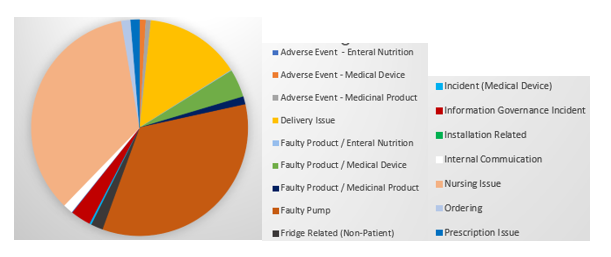 Adverse Event - Enteral Nutrition
Adverse Event - Medical Device
Adverse Event - Medicinal Product
Delivery Issue
Faulty Product / Enteral Nutrition
Faulty Product / Medical Device
Faulty Product / Medicinal Product
Faulty Pump
Fridge Related (Non-Patient)
Incident (Medical Device)
Information Governance Incident
Installation Related
Internal Commuication
Nursing Issue
Ordering
Prescription Issue